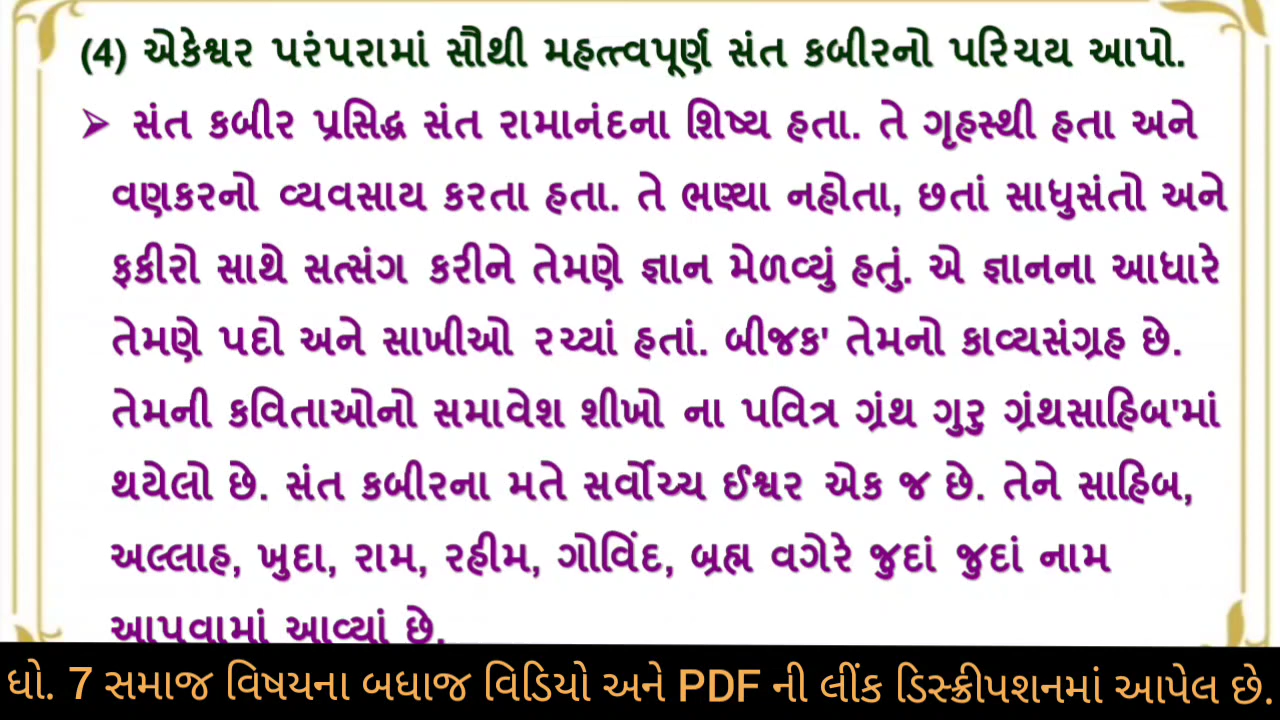 (4) એકેશ્વર પરંપરામાં સૌથી મહત્ત્વપૂર્ણ સંત કબીરનો પરિચય આપો.
➢ સંત કબીર પ્રસિદ્ધ સંત રામાનંદના શિષ્ય હતા. તે ગૃહસ્થી હતા અને
વણકરનો વ્યવસાય કરતા હતા. તે ભણ્યા નહોતા, છતાં સાધુસંતો અને
ફકીરો સાથે સત્સંગ કરીને તેમણે જ્ઞાન મેળવ્યું હતું. એ જ્ઞાનના આધારે
તેમણે પદો અને સાખીઓ રચ્યાં હતાં. બીજક' તેમનો કાવ્યસંગ્રહ છે.
તેમની કવિતાઓનો સમાવેશ શીખો ના પવિત્ર ગ્રંથ ગુરુ ગ્રંથસાહિબ'માં
થયેલો છે. સંત કબીરના મતે સર્વોચ્ચ ઈશ્વર એક જ છે. તેને સાહિબ,
અલ્લાહ, ખુદા, રામ, રહીમ, ગોવિંદ, બ્રહ્મ વગેરે જુદાં જુદાં નામ
આપવામાં આવ્યાં છે.
ધો. 7 સમાજ વિષયના બધાજ વિડિયો અને PDF ની લીંક ડિસ્ક્રીપશનમાં આપેલ છે.